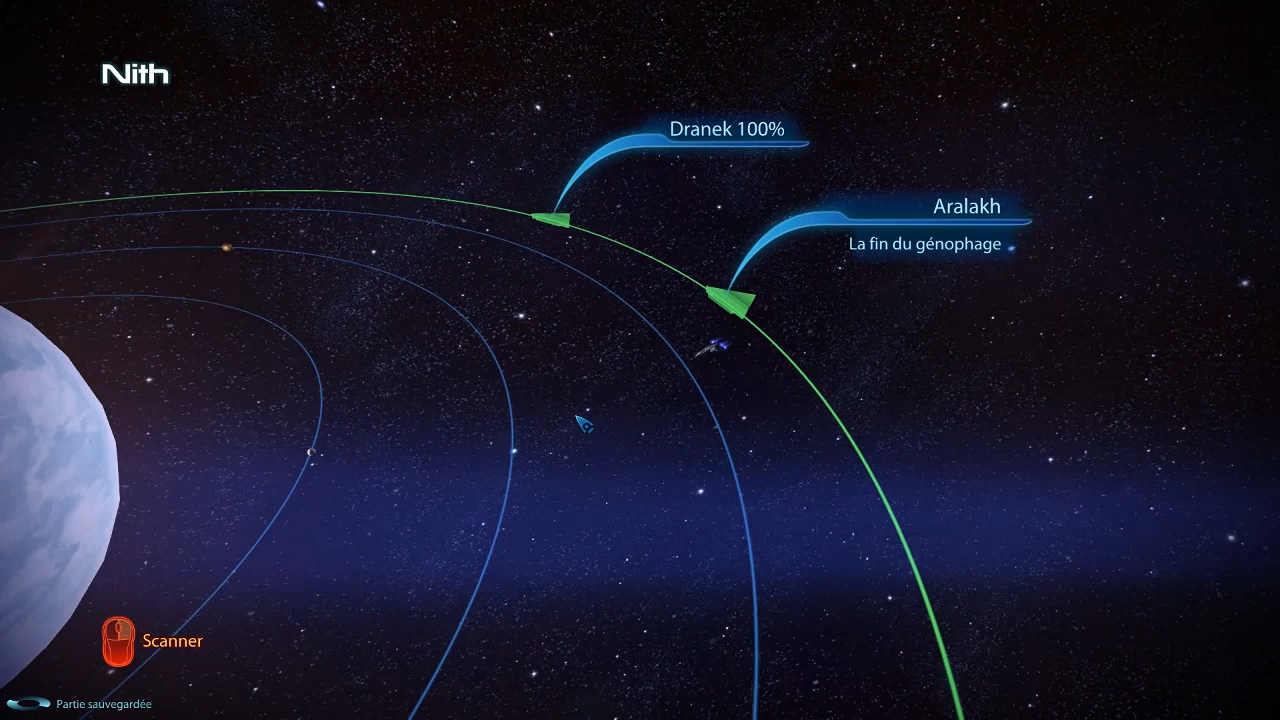 Nith
Dranek 100%
Aralakh
La fin du génophage
Scanner
Partie sauvegardée